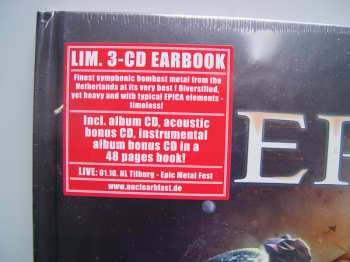 LIM. 3-CD EARBOOK
Finest symphonic bombast metal from the
Netherlands at its very best ! Diversified,
yet heavy and with typical EPICA elements -
timeless!
Incl. album CD, acoustic
bonus CD, instrumental
album bonus CD in a
48 pages book!
LIVE: 01.10. NL Tilburg - Epic Metal Fest
www.nuclearblast.de
EP